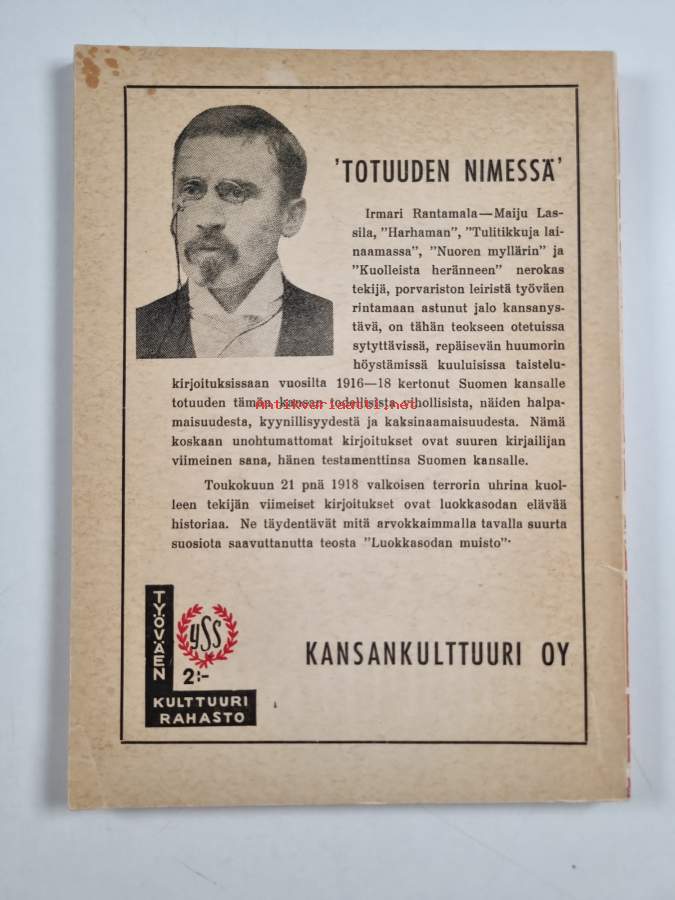 'TOTUUDEN NIMESSÄ'
Irmari Rantamala—Maiju Las-
sila, ”Harhaman”, ”Tulitikkuja lai-
naamassa”, ”Nuoren myllärin” ja
”Kuolleista heränneen” nerokas
tekijä, porvariston leiristä työväen
rintamaan astunut jalo kansanys-
tävä, on tähän teokseen otetuissa
sytyttävissä, repäisevän huumorin
höystämissä kuuluisissa taistelu-
kirjoituksissaan vuosilta 1916—18 kertonut Suomen kansalle
totuuden tämän kansan todellisista vihollisista, näiden halpa-
maisuudesta, kyynillisyydestä ja kaksinaamaisuudesta. Nämä
koskaan unohtumattomat kirjoitukset ovat suuren kirjailijan
viimeinen sana, hänen testamenttinsa Suomen kansalle.
Toukokuun 21 pnä 1918 valkoisen terrorin uhrina kuol-
leen tekijän viimeiset kirjoitukset ovat luokkasodan elävää
historiaa. Ne täydentävät mitä arvokkaimmalla tavalla suurta
suosiota saavuttanutta teosta ”Luokkasodan muisto”.
Antikvariaatti.net
TYÖVÄEN
KULTTUURI
RAHASTO
YSS
2:-
KANSANKULTTUURI OY